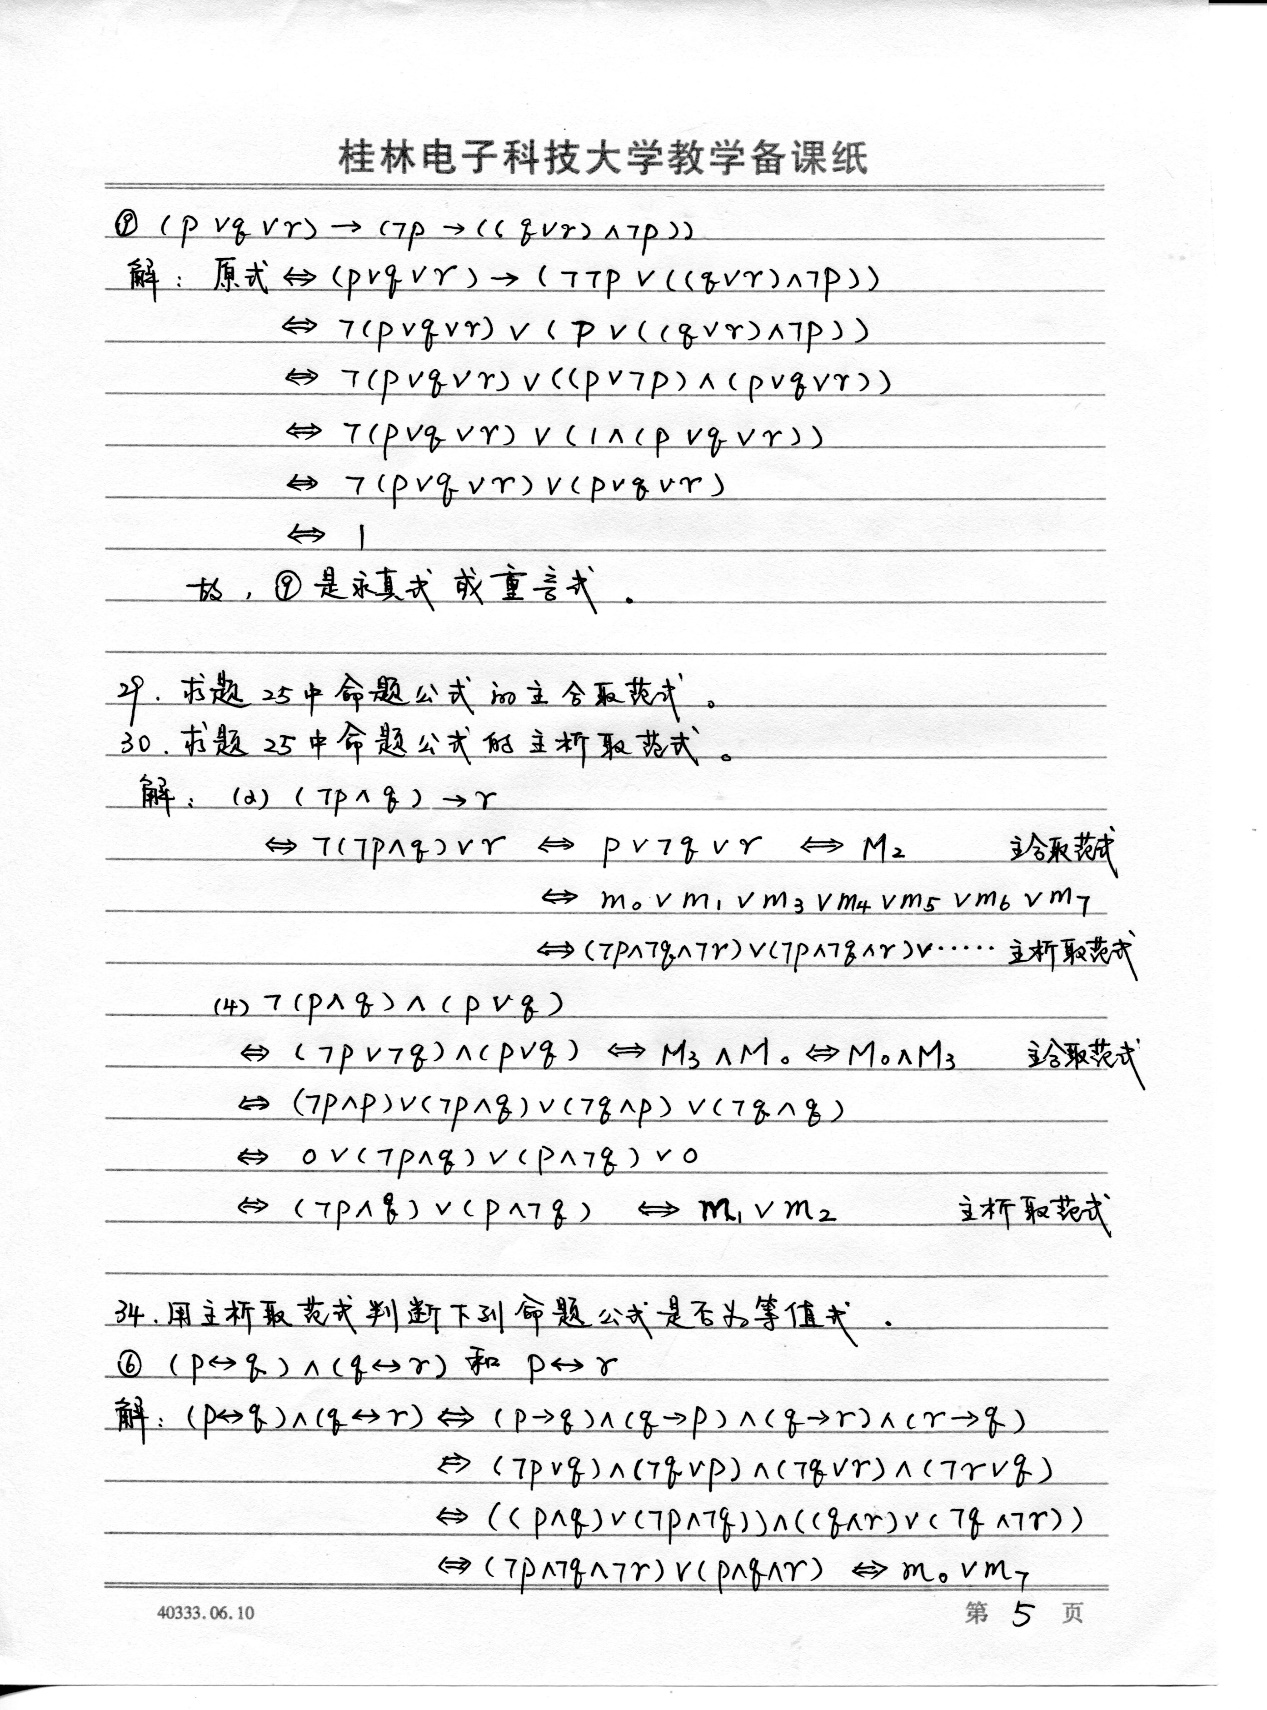 桂林电子科技大学教学备课纸
⑨ (p∨q∨r)→(¬p→((q∨r)∧¬p))
解：原式⇔(p∨q∨r)→(¬¬p∨((q∨r)∧¬p))
⇔ ¬(p∨q∨r)∨(p∨((q∨r)∧¬p))
⇔ ¬(p∨q∨r)∨((p∨¬p)∧(p∨q∨r))
⇔ ¬(p∨q∨r)∨(1∧(p∨q∨r))
⇔ ¬(p∨q∨r)∨(p∨q∨r)
⇔ 1
故，⑨是永真式或重言式。
29.求题25中命题公式的主合取范式。
30.求题25中命题公式的主析取范式。
解：(2) (¬p∧q)→r
⇔¬(¬p∧q)∨r ⇔ p∨¬q∨r ⇔ M₂ 主合取范式
⇔ m₀∨m₁∨m₃∨m₄∨m₅∨m₆∨m₇
⇔(¬p∧¬q∧¬r)∨(¬p∧¬q∧r)∨…… 主析取范式
(4) ¬(p∧q)∧(p∨q)
⇔ (¬p∨¬q)∧(p∨q) ⇔ M₃∧M₀⇔M₀∧M₃ 主合取范式
⇔ (¬p∧p)∨(¬p∧q)∨(¬q∧p)∨(¬q∧q)
⇔ 0∨(¬p∧q)∨(p∧¬q)∨0
⇔ (¬p∧q)∨(p∧¬q) ⇔ m₁∨m₂ 主析取范式
34.用主析取范式判断下列命题公式是否为等值式.
⑥ (p↔q)∧(q↔r) 和 p↔r
解：(p↔q)∧(q↔r)⇔(p→q)∧(q→p)∧(q→r)∧(r→q)
⇔ (¬p∨q)∧(¬q∨p)∧(¬q∨r)∧(¬r∨q)
⇔ ((p∧q)∨(¬p∧¬q))∧((q∧r)∨(¬q∧¬r))
⇔(¬p∧¬q∧¬r)∨(p∧q∧r) ⇔ m₀∨m₇
40333.06.10 第 5 页